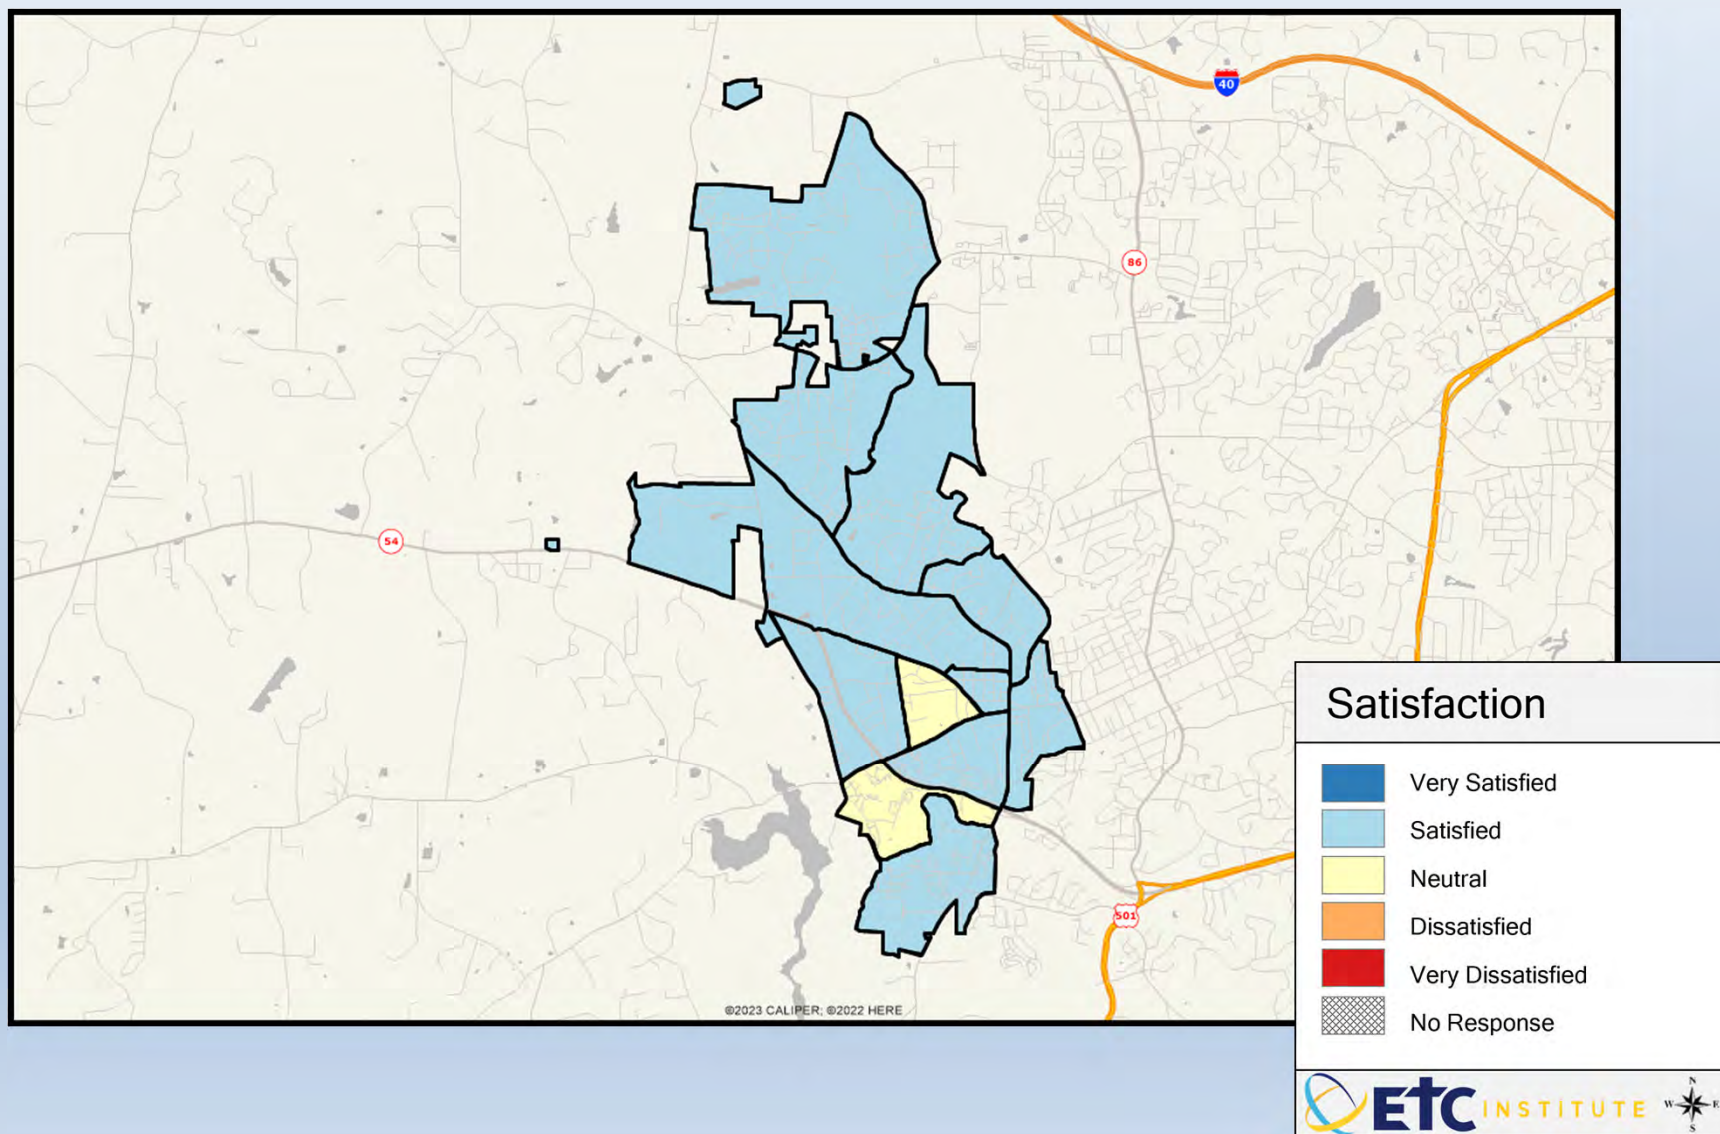 40
86
54
Satisfaction
Very Satisfied
Satisfied
Neutral
Dissatisfied
Very Dissatisfied
No Response
501
©2023 CALIPER; ©2022 HERE
ETC INSTITUTE
N
W E
S